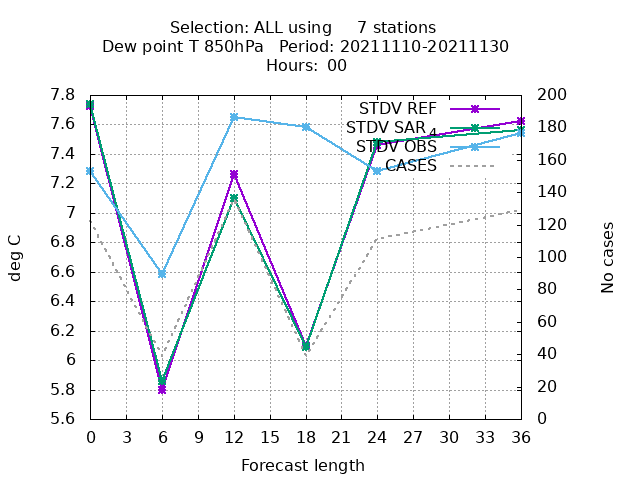 Selection: ALL using 7 stations
Dew point T 850hPa Period: 20211110-20211130
Hours: 00
7.8
7.6
7.4
7.2
7
6.8
6.6
6.4
6.2
6
5.8
5.6
deg C
STDV REF
STDV SAR 4
STDV OBS
CASES
200
180
160
140
120
100
80
60
40
20
0
No cases
0 3 6 9 12 15 18 21 24 27 30 33 36
Forecast length